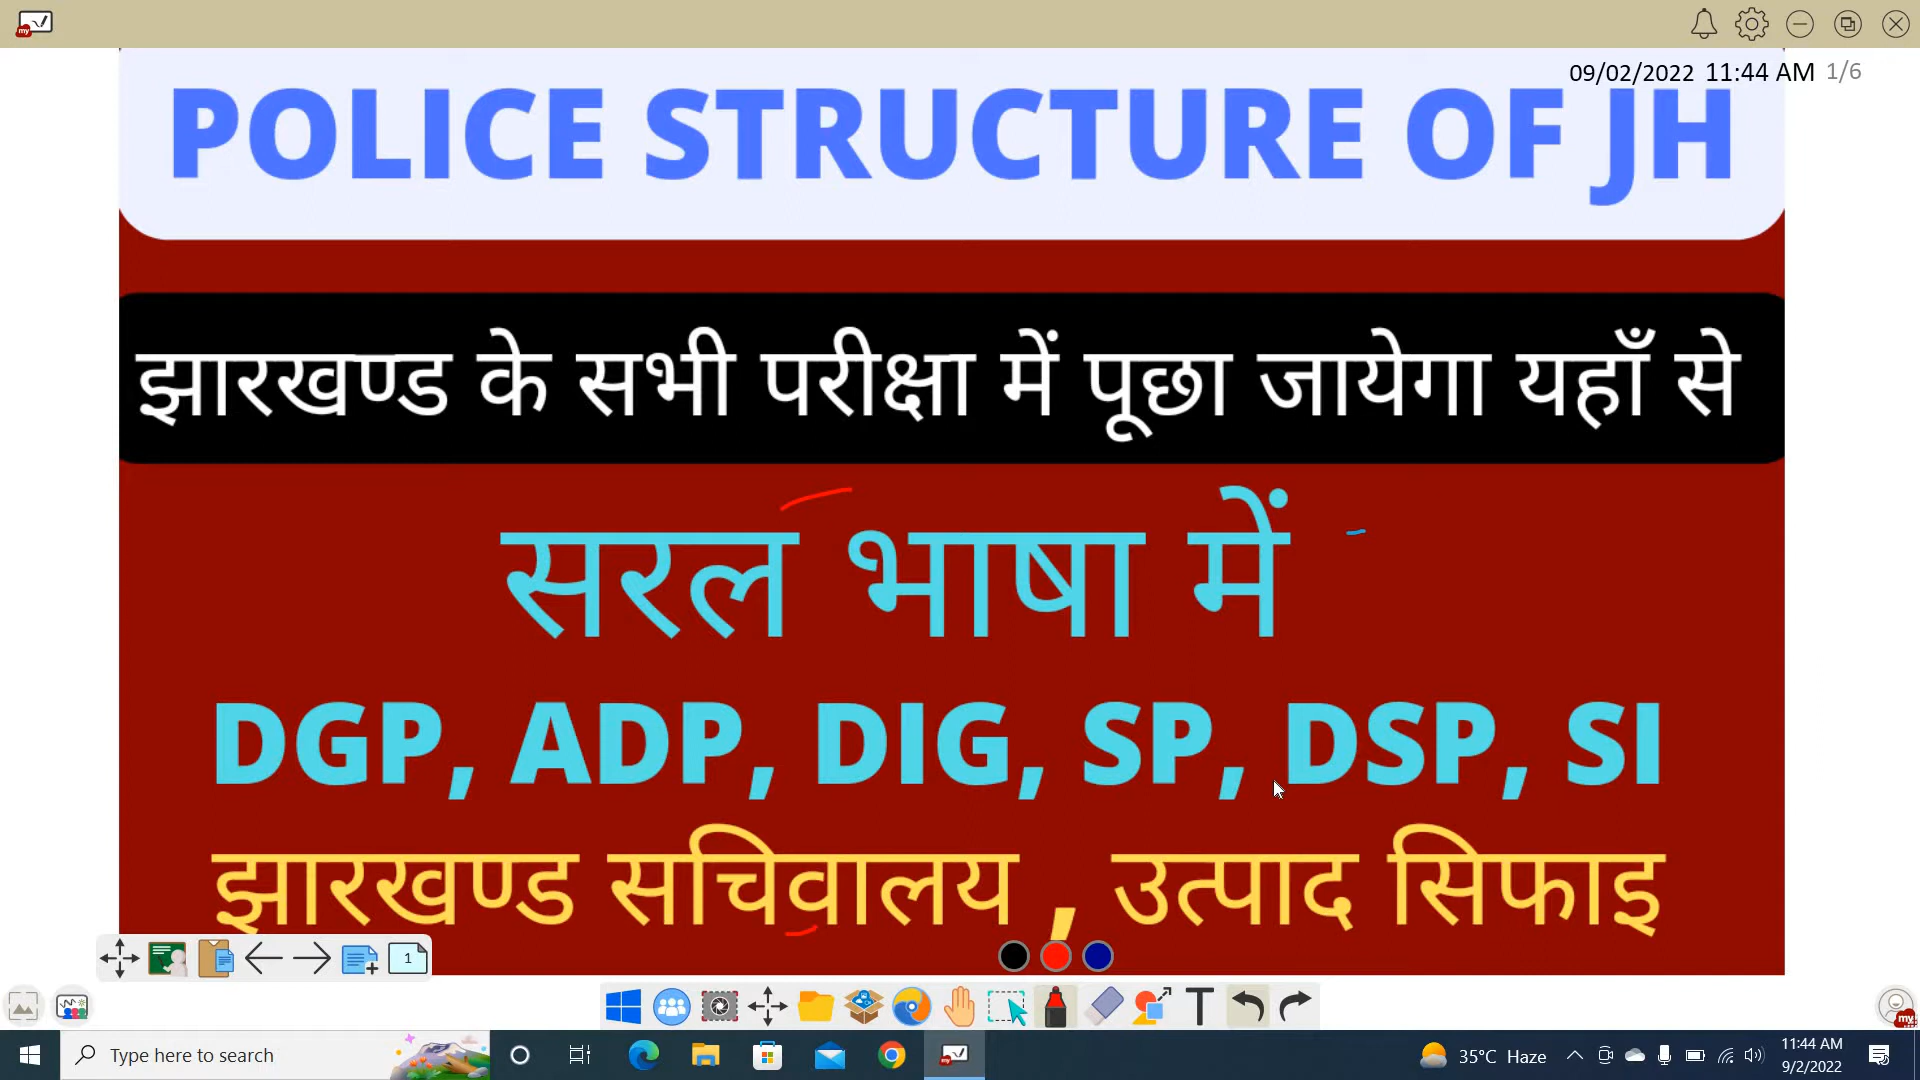 09/02/2022 11:44 AM 1/6
POLICE STRUCTURE OF JH
झारखण्ड के सभी परीक्षा में पूछा जायेगा यहाँ से
सरल भाषा में
DGP, ADP, DIG, SP, DSP, SI
झारखण्ड सचिवालय , उत्पाद सिफाइ
1
Type here to search
35°C Haze
11:44 AM
9/2/2022